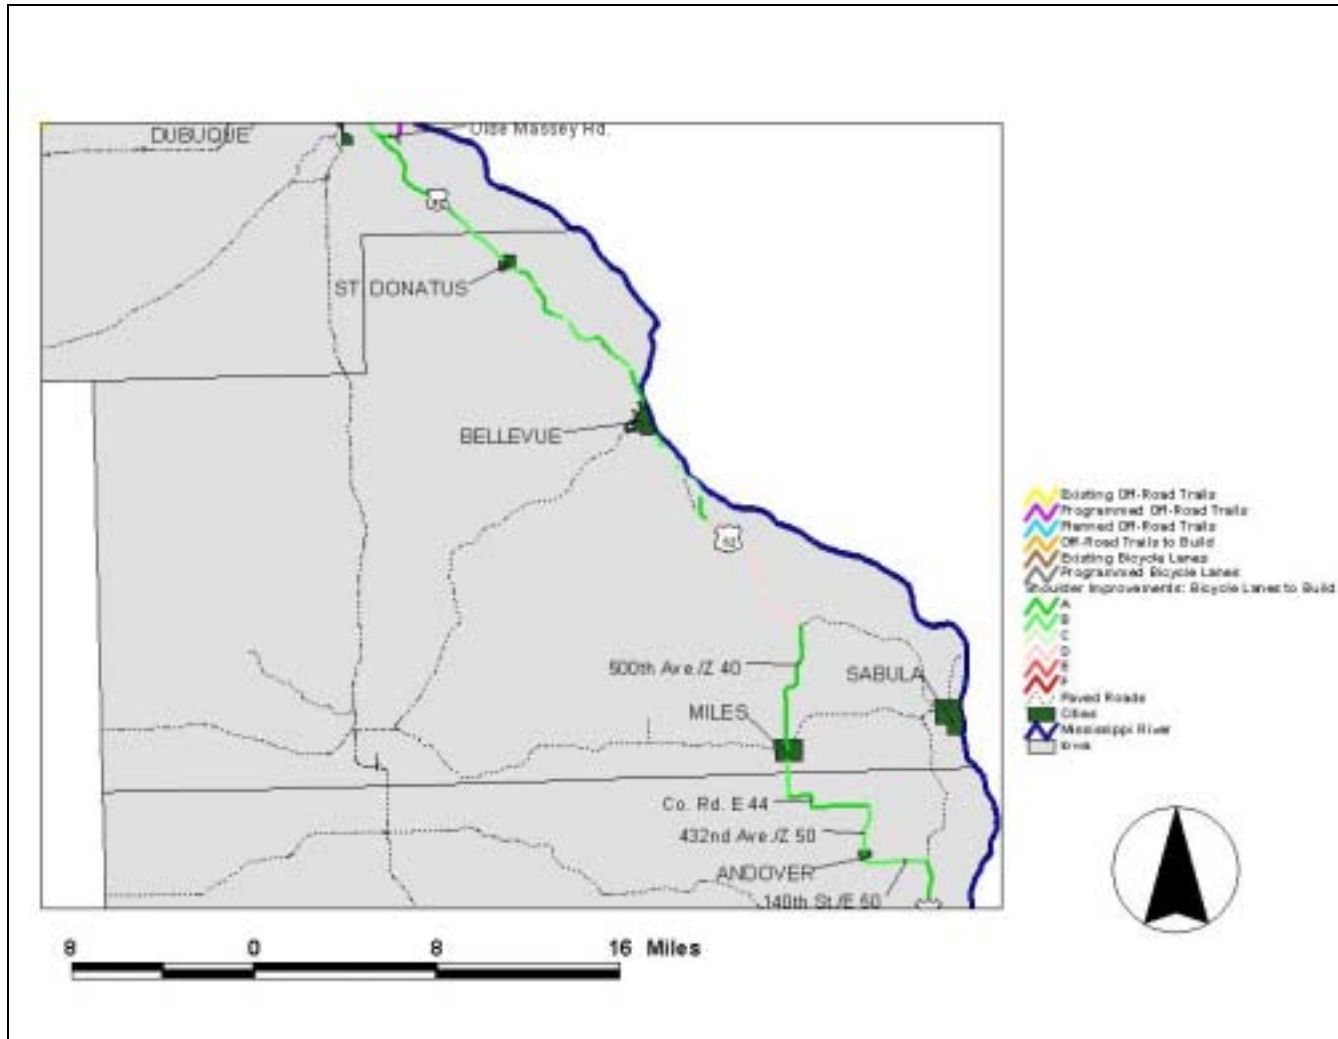 DUBUQUE
Olde Massey Rd.
ST. DONATUS
BELLEVUE
52
500th Ave./Z 40
SABULA
MILES
Co. Rd. E 44
432nd Ave./Z 50
ANDOVER
140th St./E 50
Existing Off-Road Trails
Programmed Off-Road Trails
Planned Off-Road Trails
Off-Road Trails to Build
Existing Bicycle Lanes
Programmed Bicycle Lanes
Shoulder Improvements: Bicycle Lanes to Build
A
B
C
D
E
F
Paved Roads
Cities
Mississippi River
Iowa
8 0 8 16 Miles